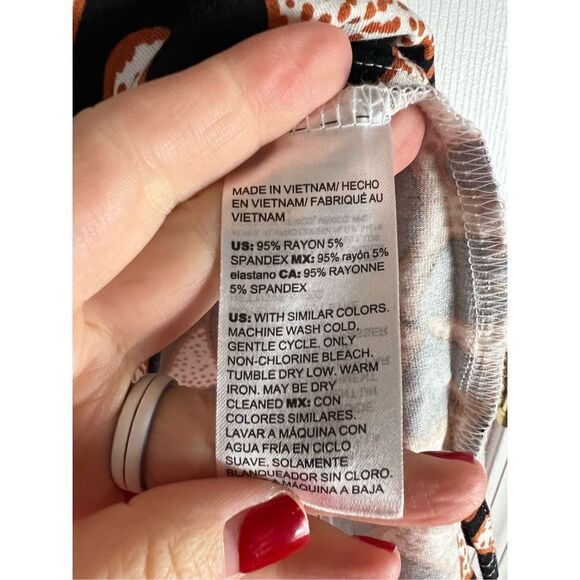 MADE IN VIETNAM/ HECHO
EN VIETNAM/ FABRIQUÉ AU
VIETNAM
US: 95% RAYON 5%
SPANDEX MX: 95% rayón 5%
elastano CA: 95% RAYONNE
5% SPANDEX
US: WITH SIMILAR COLORS.
MACHINE WASH COLD.
GENTLE CYCLE. ONLY
NON-CHLORINE BLEACH.
TUMBLE DRY LOW. WARM
IRON. MAY BE DRY
CLEANED MX: CON
COLORES SIMILARES.
LAVAR A MÁQUINA CON
AGUA FRÍA EN CICLO
SUAVE. SOLAMENTE
BLANQUEADOR SIN CLORO.
A MÁQUINA A BAJA